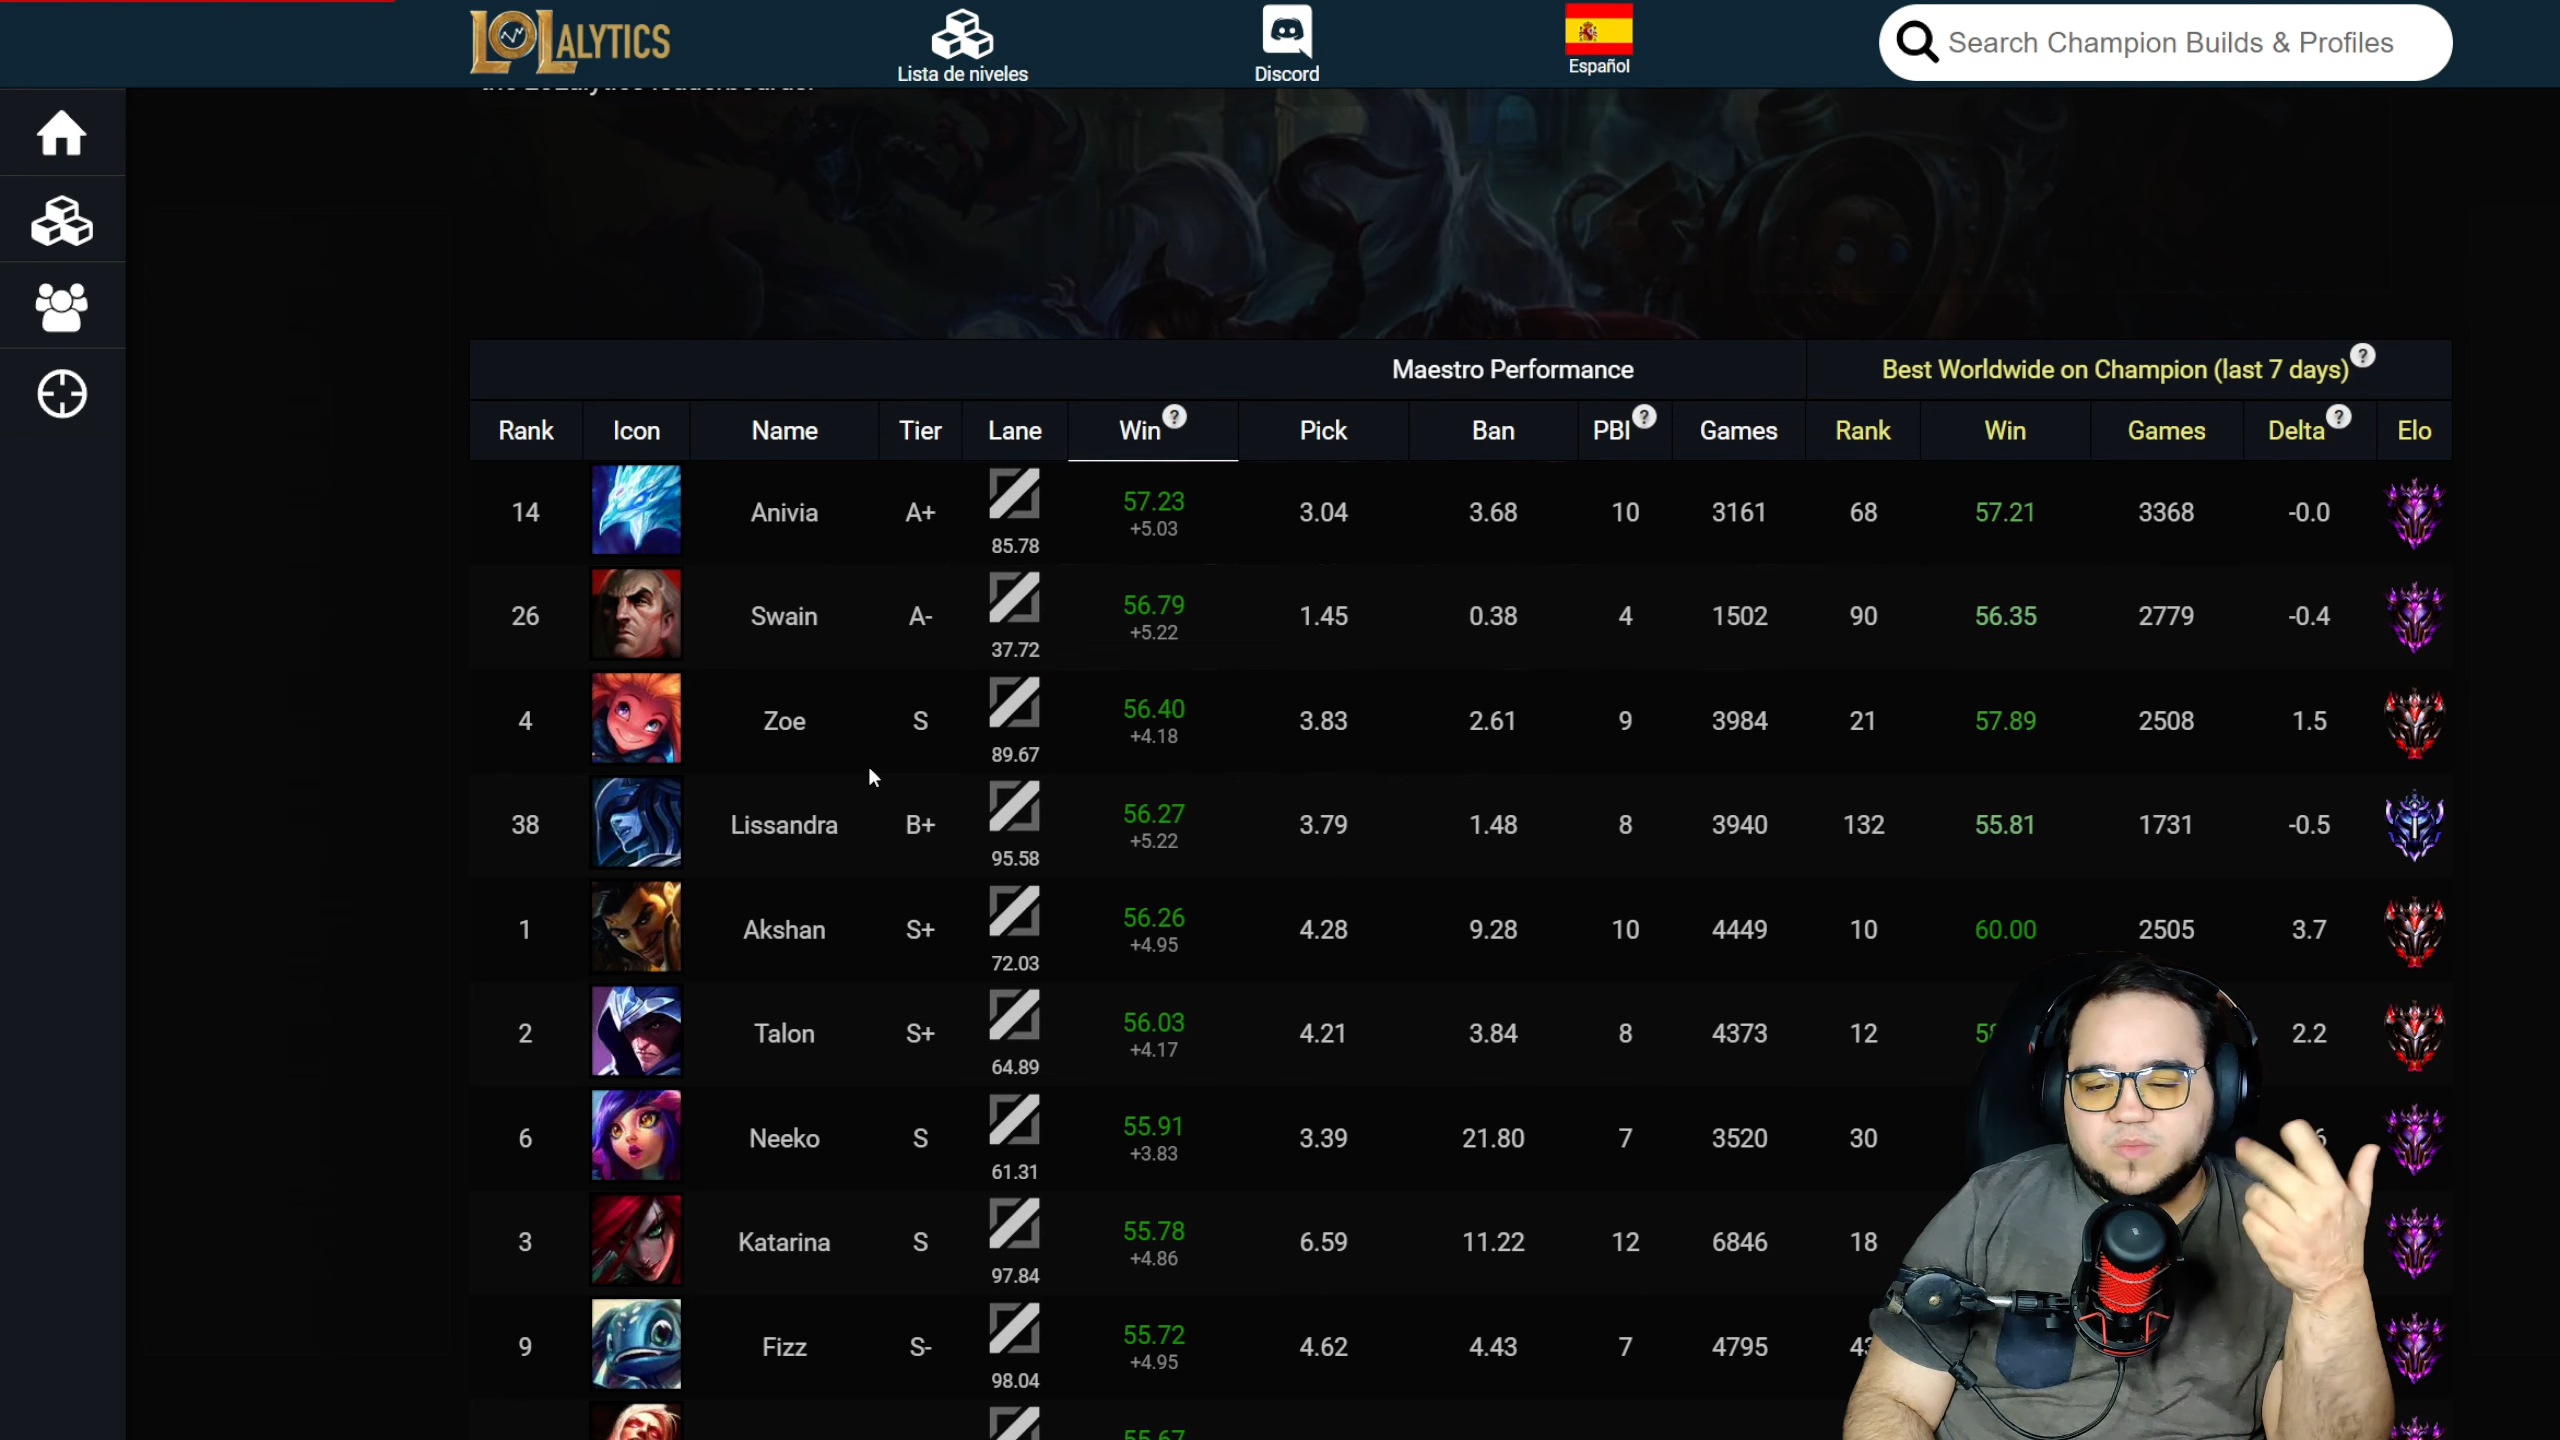 LOLALYTICS
Lista de niveles
Discord
Español
Search Champion Builds & Profiles
Maestro Performance
Best Worldwide on Champion (last 7 days) ?
Rank Icon Name Tier Lane Win ? Pick Ban PBI ? Games Rank Win Games Delta ? Elo
14 Anivia A+ 85.78 57.23 +5.03 3.04 3.68 10 3161 68 57.21 3368 -0.0
26 Swain A- 37.72 56.79 +5.22 1.45 0.38 4 1502 90 56.35 2779 -0.4
4 Zoe S 89.67 56.40 +4.18 3.83 2.61 9 3984 21 57.89 2508 1.5
38 Lissandra B+ 95.58 56.27 +5.22 3.79 1.48 8 3940 132 55.81 1731 -0.5
1 Akshan S+ 72.03 56.26 +4.95 4.28 9.28 10 4449 10 60.00 2505 3.7
2 Talon S+ 64.89 56.03 +4.17 4.21 3.84 8 4373 12 2.2
6 Neeko S 61.31 55.91 +3.83 3.39 21.80 7 3520 30
3 Katarina S 97.84 55.78 +4.86 6.59 11.22 12 6846 18
9 Fizz S- 98.04 55.72 +4.95 4.62 4.43 7 4795
55.67